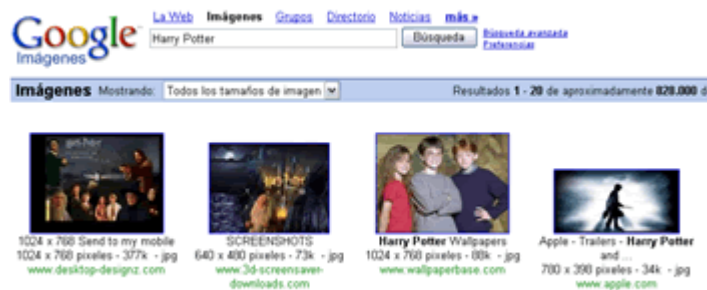 La Web Imágenes Grupos Directorio Noticias más »
Google
Imágenes
Harry Potter
Búsqueda
Búsqueda avanzada
Preferencias
Imágenes Mostrando: Todos los tamaños de imagen Resultados 1 - 20 de aproximadamente 828.000 d
1024 x 768 Send to my mobile
1024 x 768 pixeles - 377k - jpg
www.desktop-designz.com
SCREENSHOTS
640 x 480 pixeles - 73k - jpg
www.3d-screensaver-
downloads.com
Harry Potter Wallpapers
1024 x 768 pixeles - 88k - jpg
www.wallpaperbase.com
Apple - Trailers - Harry Potter
and ...
780 x 398 pixeles - 34k - jpg
www.apple.com